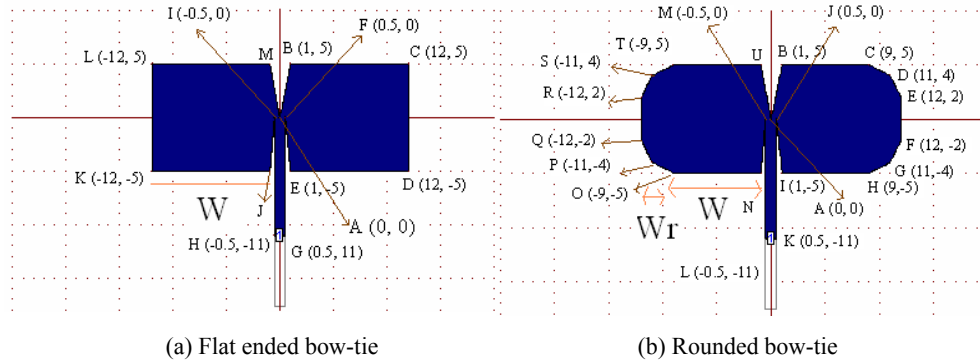 I (-0.5, 0)
F (0.5, 0)
L (-12, 5)
M
B (1, 5)
C (12, 5)
K (-12, -5)
J
E (1, -5)
D (12, -5)
W
A (0, 0)
H (-0.5, -11)
1
G (0.5, 11)
(a) Flat ended bow-tie
M (-0.5, 0)
J (0.5, 0)
T (-9, 5)
U
B (1, 5)
C (9, 5)
S (-11, 4)
D (11, 4)
R (-12, 2)
E (12, 2)
Q (-12, -2)
F (12, -2)
P (-11, -4)
G (11, -4)
O (-9, -5)
I (1, -5)
H (9, -5)
Wr
W
N
A (0, 0)
1
K (0.5, -11)
L (-0.5, -11)
(b) Rounded bow-tie